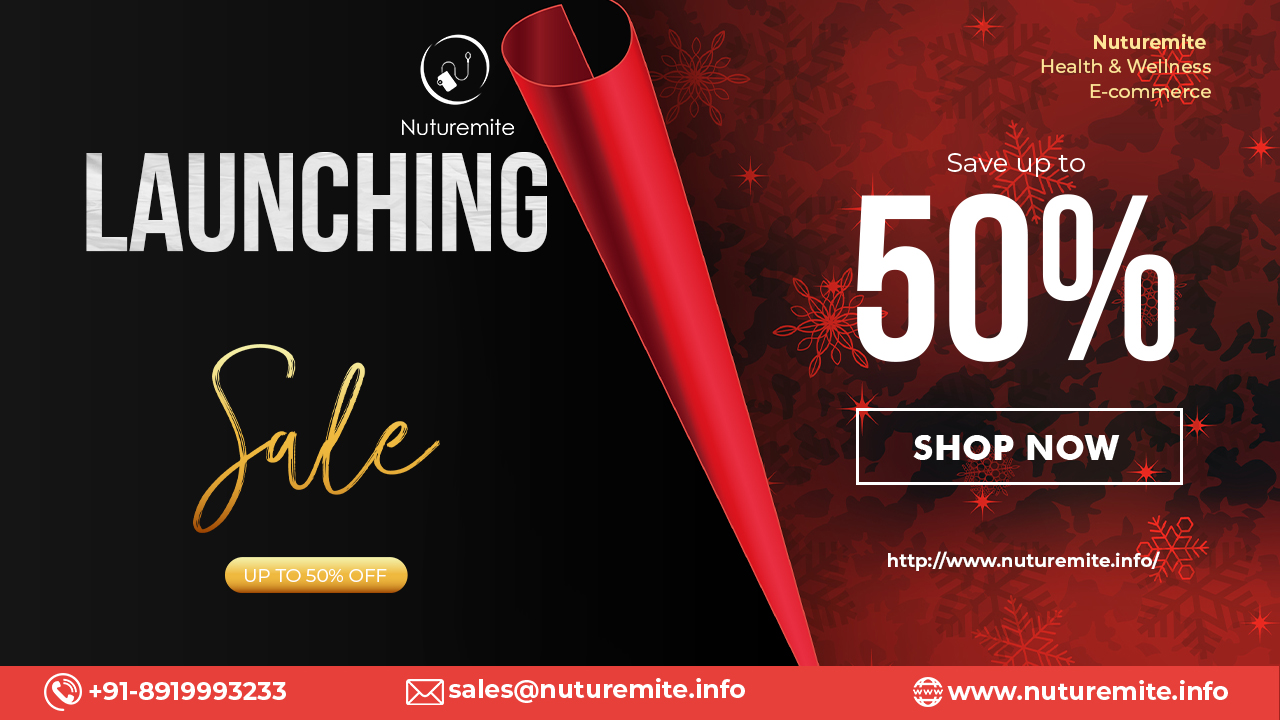 Nuturemite
LAUNCHING
Sale
UP TO 50% OFF
Nuturemite
Health & Wellness
E-commerce
Save up to
50%
SHOP NOW
http://www.nuturemite.info/
+91-8919993233
sales@nuturemite.info
www.nuturemite.info